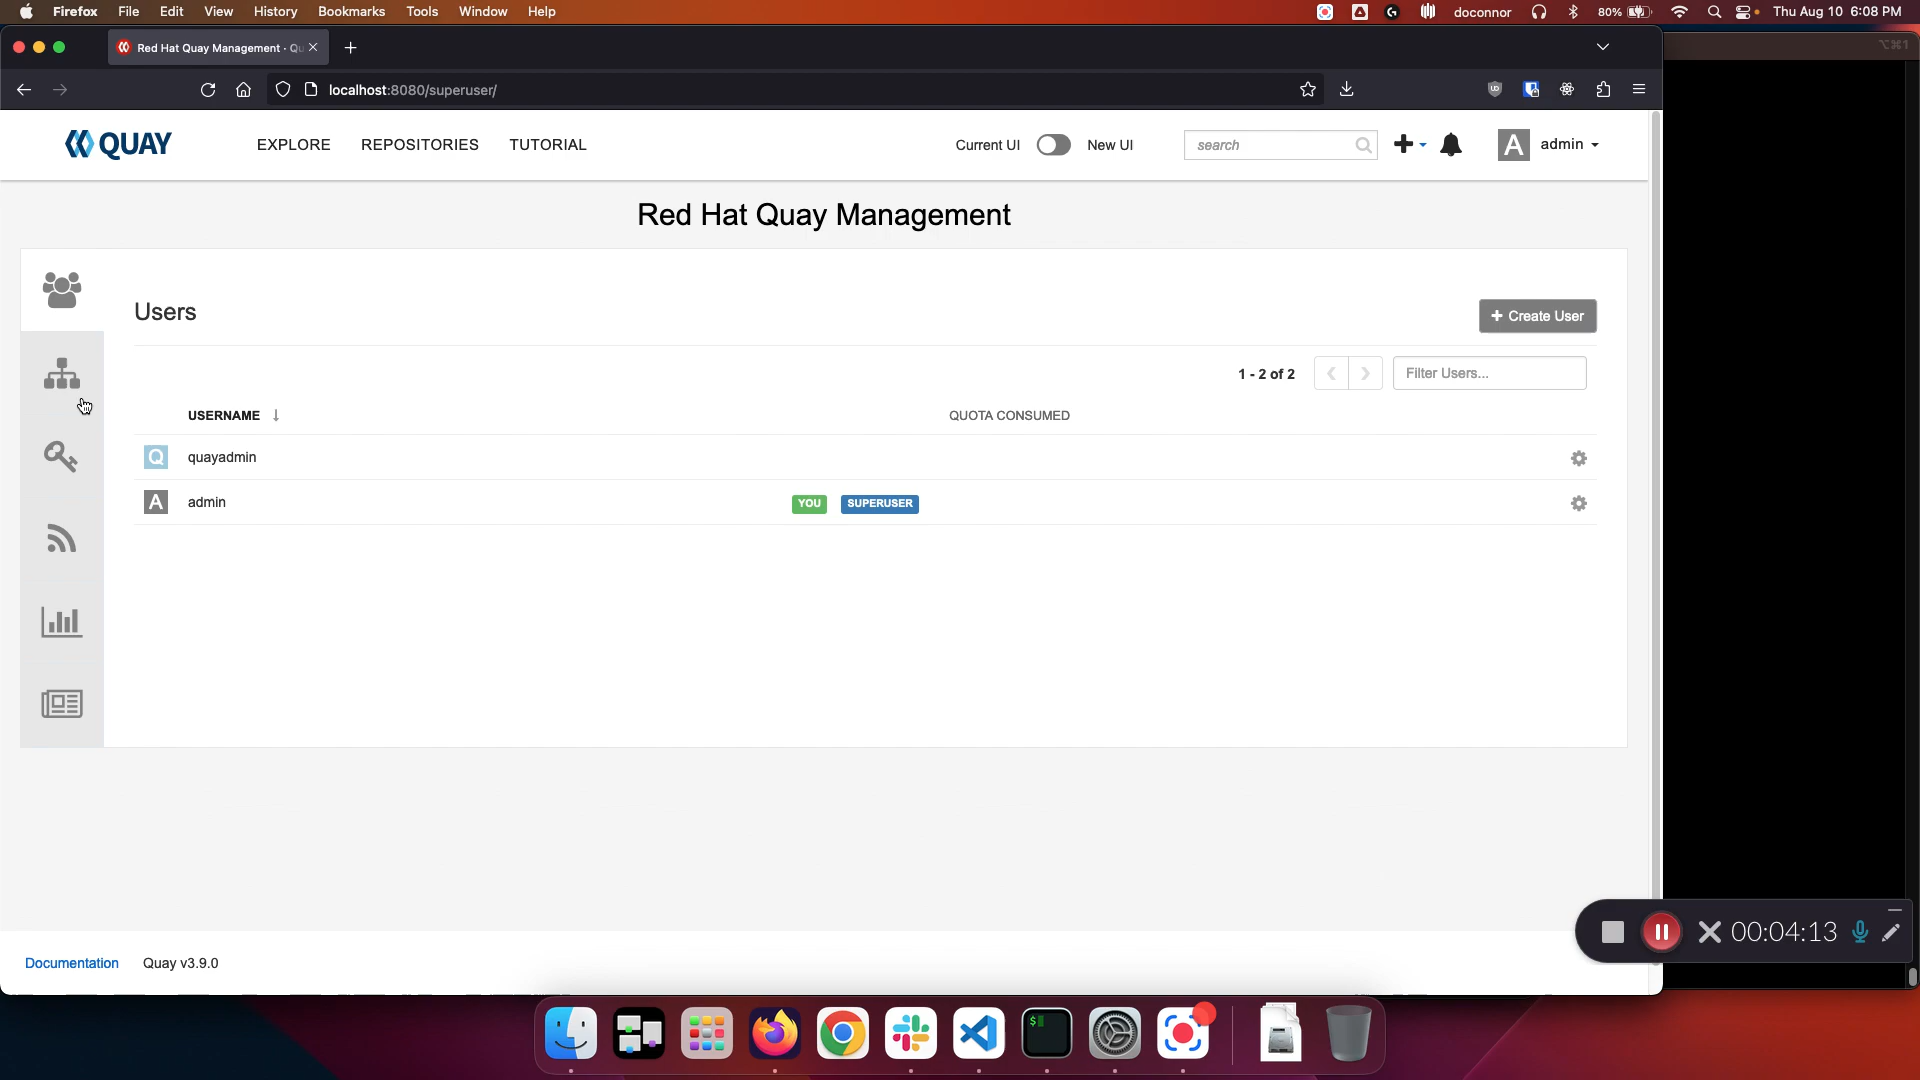 Firefox File Edit View History Bookmarks Tools Window Help doconnor 80% Thu Aug 10 6:08 PM
Red Hat Quay Management · Qu
⌥⌘1
localhost:8080/superuser/
QUAY EXPLORE REPOSITORIES TUTORIAL Current UI New UI search A admin
Red Hat Quay Management
Users
+ Create User
1 - 2 of 2 Filter Users...
USERNAME ↓ QUOTA CONSUMED
Q quayadmin
A admin YOU SUPERUSER
00:04:13
Documentation Quay v3.9.0
$